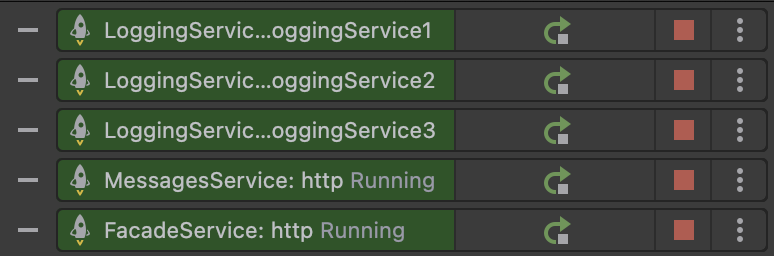 LoggingServic...oggingService1
LoggingServic...oggingService2
LoggingServic...oggingService3
MessagesService: http Running
FacadeService: http Running